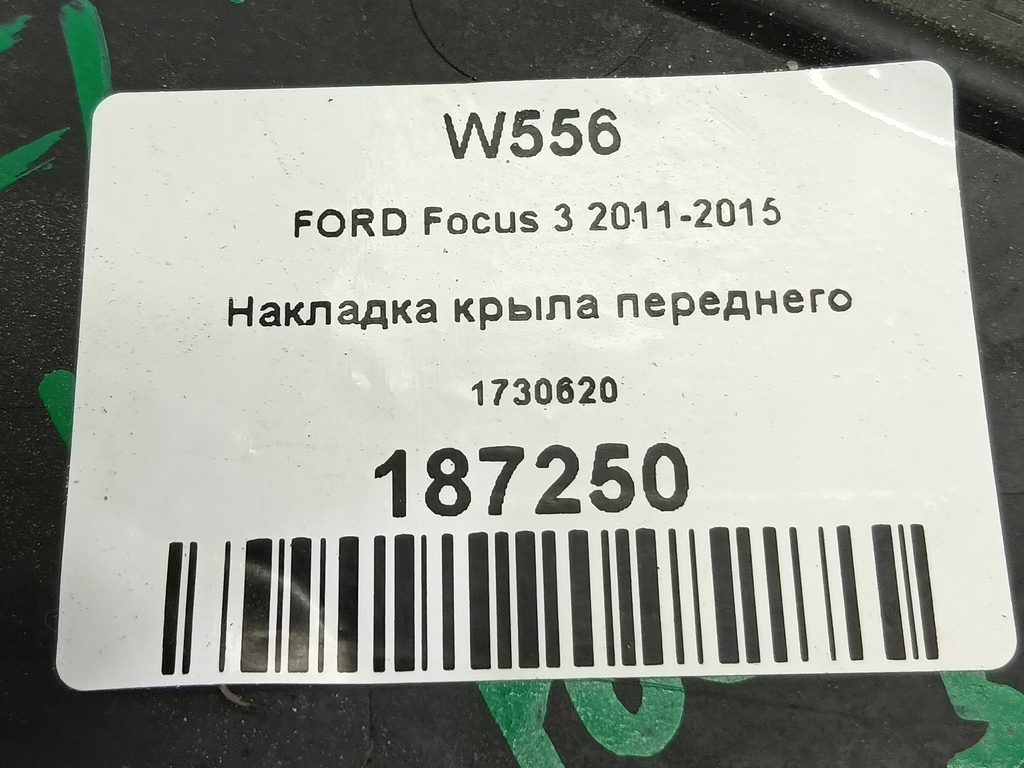 W556
FORD Focus 3 2011-2015
Накладка крыла переднего
1730620
187250